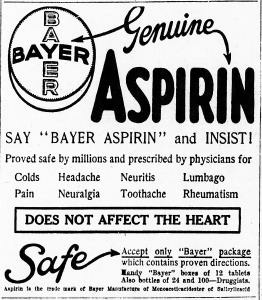 BAYER
BAYER
Genuine
ASPIRIN
SAY "BAYER ASPIRIN" and INSIST!
Proved safe by millions and prescribed by physicians for
Colds Headache Neuritis Lumbago
Pain Neuralgia Toothache Rheumatism
DOES NOT AFFECT THE HEART
Safe
Accept only "Bayer" package
which contains proven directions.
Handy "Bayer" boxes of 12 tablets
Also bottles of 24 and 100—Druggists.
Aspirin is the trade mark of Bayer Manufacture of Monoaceticacidester of Salicylicacid